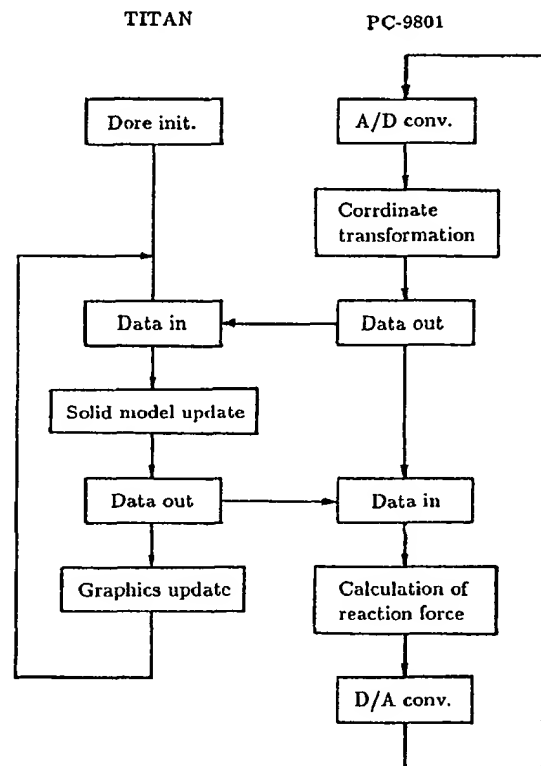 TITAN
PC-9801
Dore init.
A/D conv.
Corrdinate
transformation
Data in
Data out
Solid model update
Data out
Data in
Graphics update
Calculation of
reaction force
D/A conv.